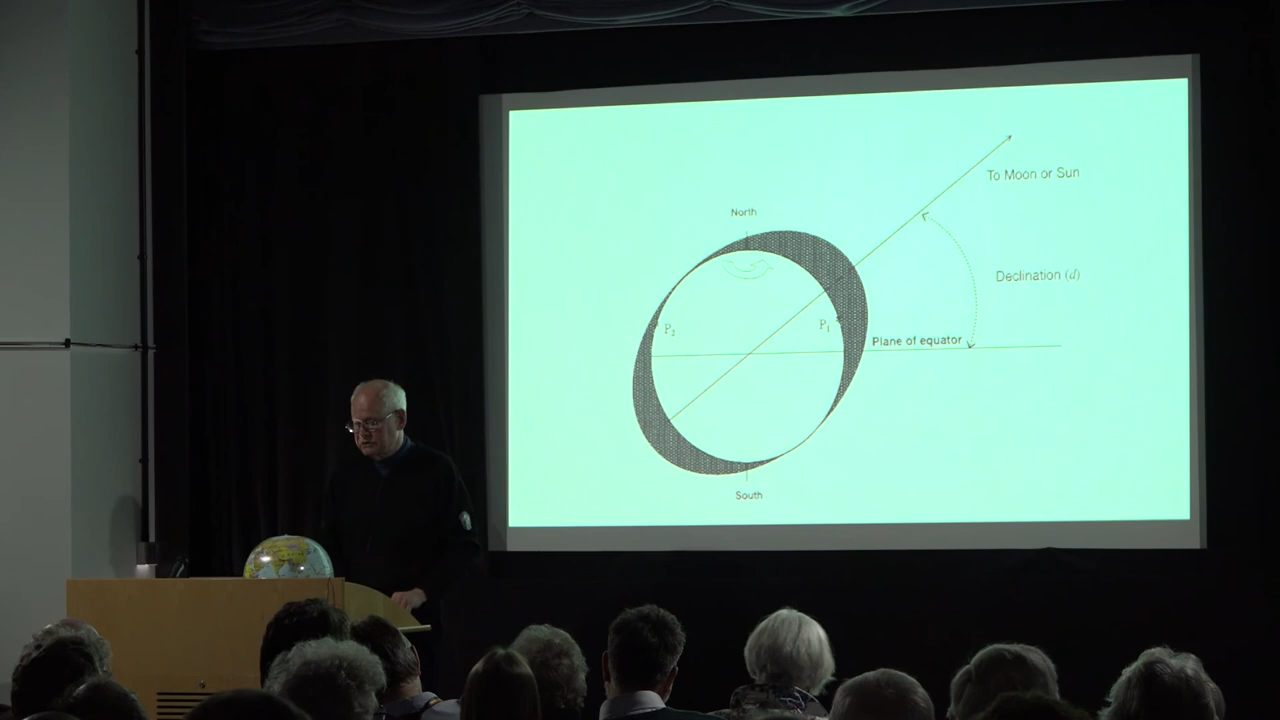 To Moon or Sun
North
Declination (d)
P₂
P₁
Plane of equator
South